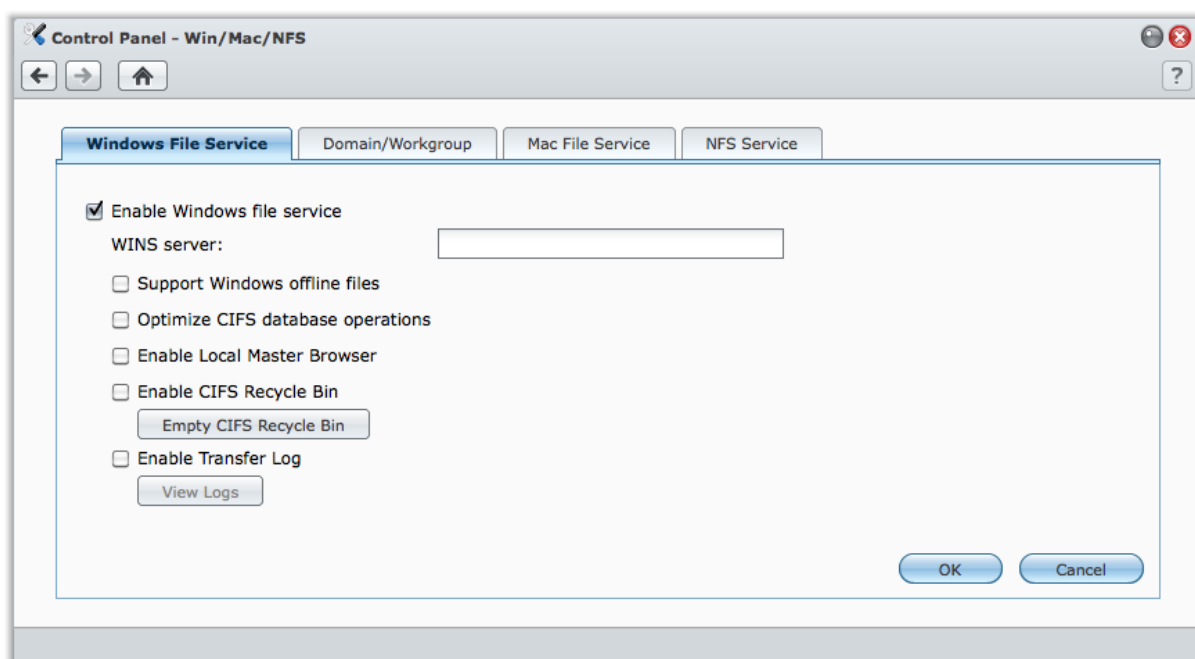 Control Panel - Win/Mac/NFS
?
Windows File Service Domain/Workgroup Mac File Service NFS Service
Enable Windows file service
WINS server:
Support Windows offline files
Optimize CIFS database operations
Enable Local Master Browser
Enable CIFS Recycle Bin
Empty CIFS Recycle Bin
Enable Transfer Log
View Logs
OK Cancel